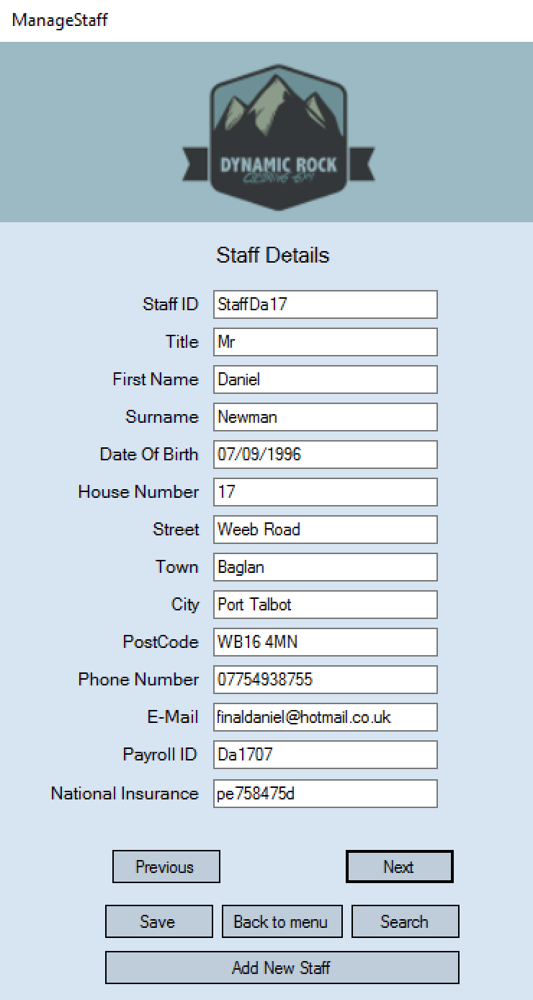 ManageStaff
DYNAMIC ROCK
Staff Details
Staff ID StaffDa17
Title Mr
First Name Daniel
Surname Newman
Date Of Birth 07/09/1996
House Number 17
Street Weeb Road
Town Baglan
City Port Talbot
PostCode WB16 4MN
Phone Number 07754938755
E-Mail finaldaniel@hotmail.co.uk
Payroll ID Da1707
National Insurance pe758475d
Previous Next
Save Back to menu Search
Add New Staff